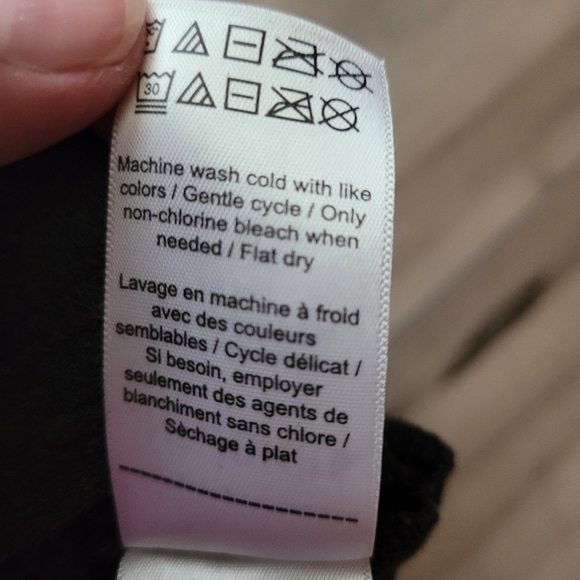 30
Machine wash cold with like
colors / Gentle cycle / Only
non-chlorine bleach when
needed / Flat dry
Lavage en machine à froid
avec des couleurs
semblables / Cycle délicat /
Si besoin, employer
seulement des agents de
blanchiment sans chlore /
Sèchage à plat